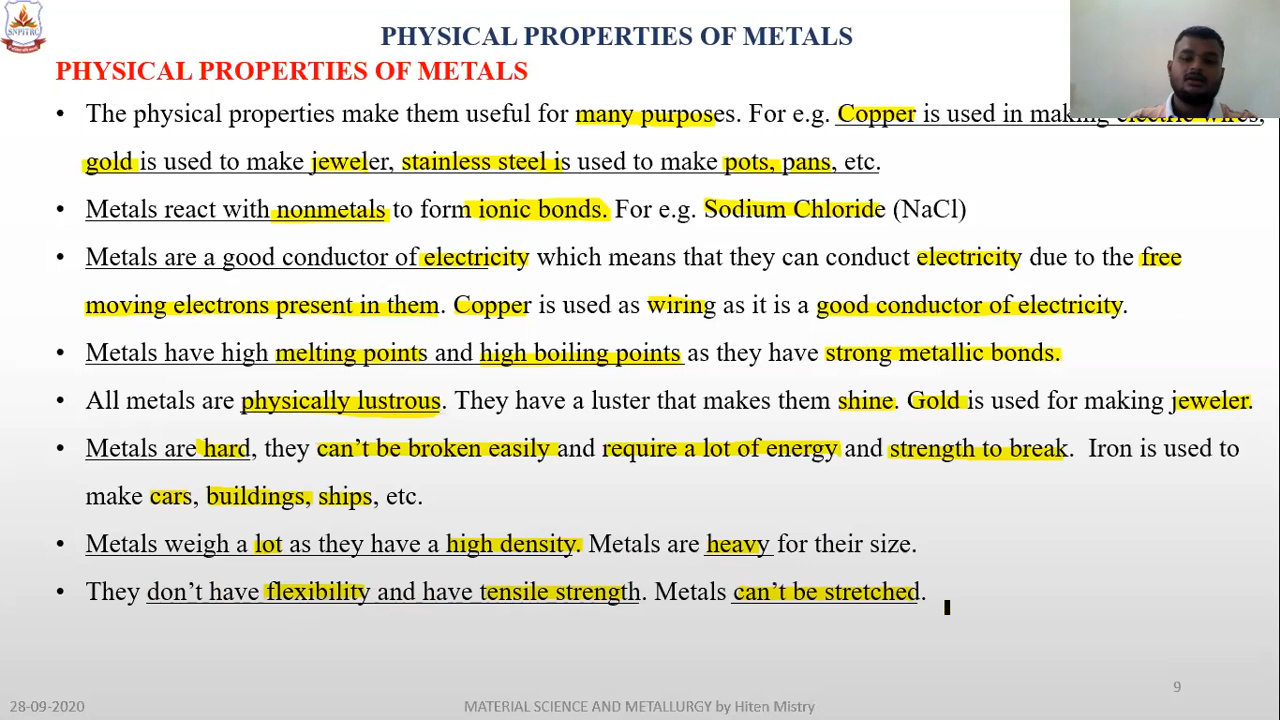 SNPITRC
PHYSICAL PROPERTIES OF METALS
PHYSICAL PROPERTIES OF METALS
• The physical properties make them useful for many purposes. For e.g. Copper is used in making electric wires,
gold is used to make jeweler, stainless steel is used to make pots, pans, etc.
• Metals react with nonmetals to form ionic bonds. For e.g. Sodium Chloride (NaCl)
• Metals are a good conductor of electricity which means that they can conduct electricity due to the free
moving electrons present in them. Copper is used as wiring as it is a good conductor of electricity.
• Metals have high melting points and high boiling points as they have strong metallic bonds.
• All metals are physically lustrous. They have a luster that makes them shine. Gold is used for making jeweler.
• Metals are hard, they can't be broken easily and require a lot of energy and strength to break. Iron is used to
make cars, buildings, ships, etc.
• Metals weigh a lot as they have a high density. Metals are heavy for their size.
• They don't have flexibility and have tensile strength. Metals can't be stretched.
9
28-09-2020
MATERIAL SCIENCE AND METALLURGY by Hiten Mistry